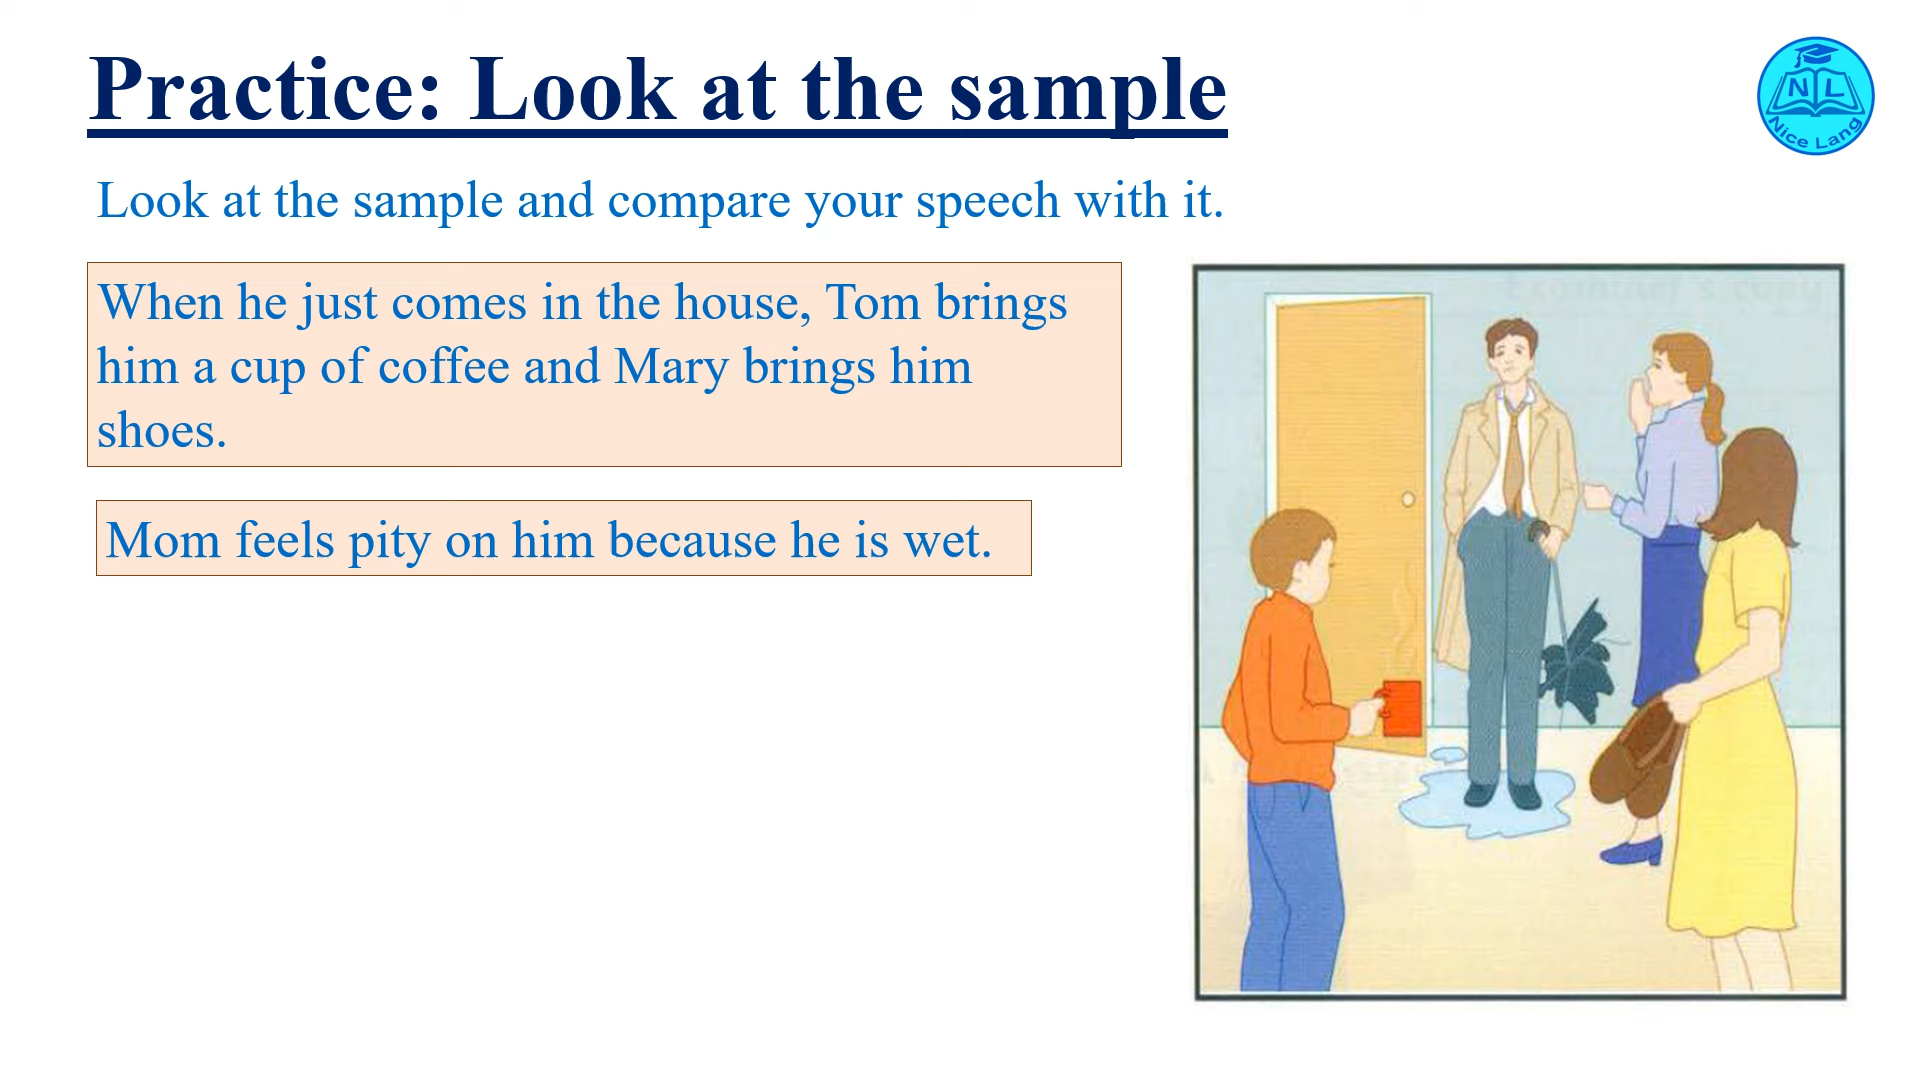 Practice: Look at the sample
N L
Nice Lang
Look at the sample and compare your speech with it.
When he just comes in the house, Tom brings
him a cup of coffee and Mary brings him
shoes.
Mom feels pity on him because he is wet.